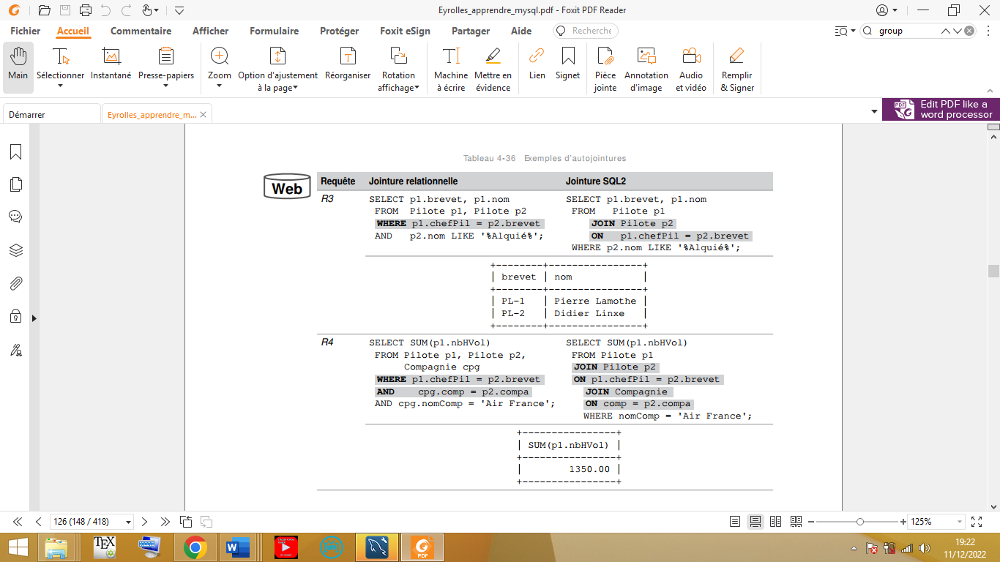 Eyrolles_apprendre_mysql.pdf - Foxit PDF Reader
Fichier Accueil Commentaire Afficher Formulaire Protéger Foxit eSign Partager Aide Recherche group
Main Sélectionner Instantané Presse-papiers Zoom Option d'ajustement à la page Réorganiser Rotation affichage Machine à écrire Mettre en évidence Lien Signet Pièce jointe Annotation d'image Audio et vidéo Remplir & Signer
Démarrer Eyrolles_apprendre_m... Edit PDF like a word processor
Tableau 4-36 Exemples d'autojointures
Web
Requête Jointure relationnelle Jointure SQL2
R3
SELECT p1.brevet, p1.nom
FROM Pilote p1, Pilote p2
WHERE p1.chefPil = p2.brevet
AND p2.nom LIKE '%Alquié%';
SELECT p1.brevet, p1.nom
FROM Pilote p1
JOIN Pilote p2
ON p1.chefPil = p2.brevet
WHERE p2.nom LIKE '%Alquié%';
+--------+----------------+
| brevet | nom            |
+--------+----------------+
| PL-1   | Pierre Lamothe |
| PL-2   | Didier Linxe   |
+--------+----------------+
R4
SELECT SUM(p1.nbHVol)
FROM Pilote p1, Pilote p2,
Compagnie cpg
WHERE p1.chefPil = p2.brevet
AND cpg.comp = p2.compa
AND cpg.nomComp = 'Air France';
SELECT SUM(p1.nbHVol)
FROM Pilote p1
JOIN Pilote p2
ON p1.chefPil = p2.brevet
JOIN Compagnie
ON comp = p2.compa
WHERE nomComp = 'Air France';
+----------------+
| SUM(p1.nbHVol) |
+----------------+
|        1350.00 |
+----------------+
126 (148 / 418) 125%
19:22
11/12/2022